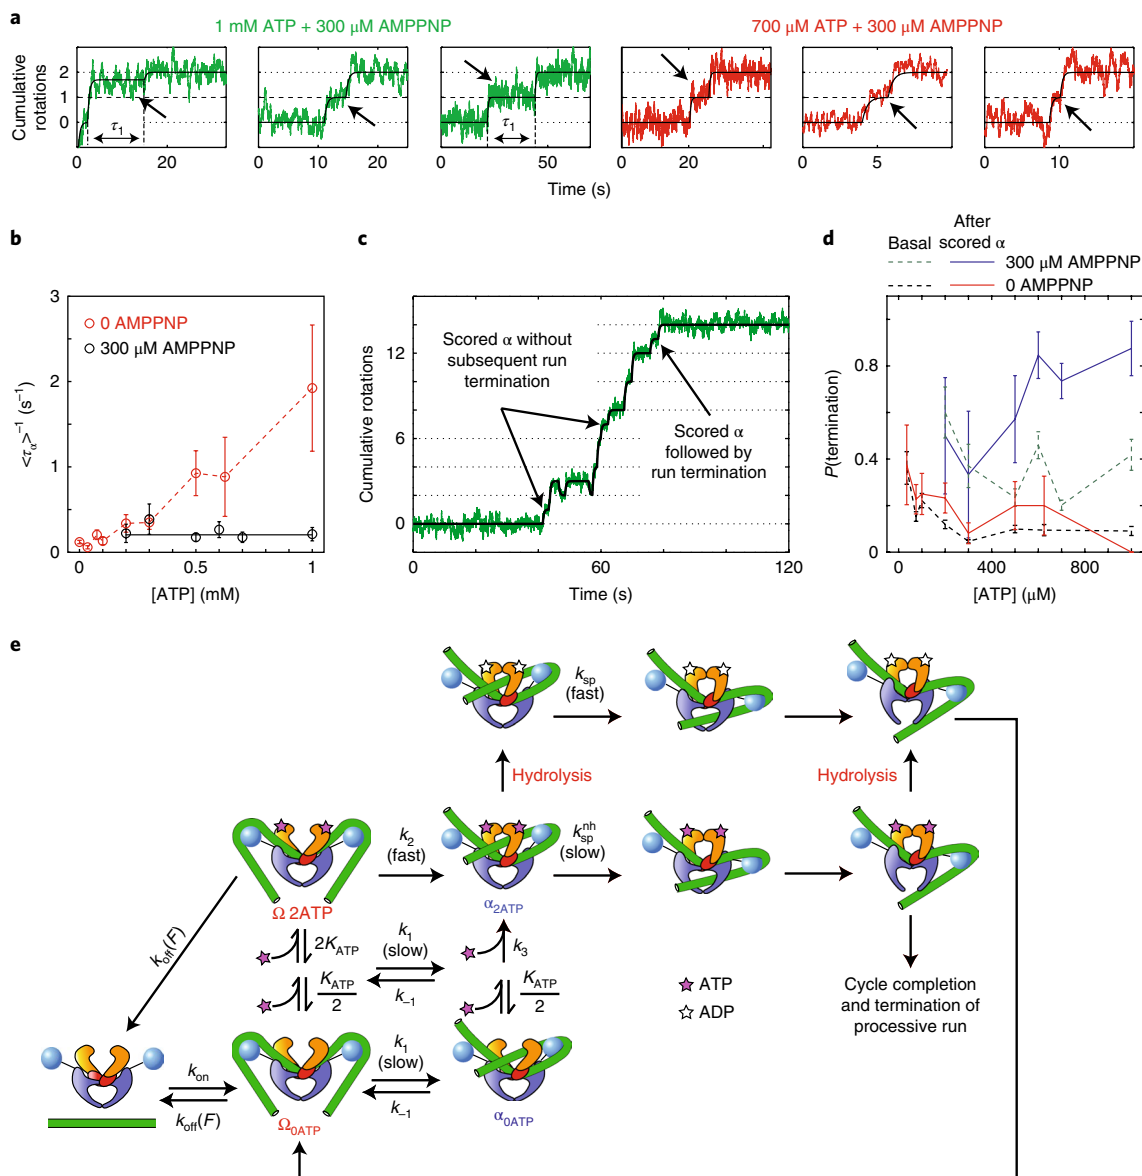 a
1 mM ATP + 300 μM AMPPNP
700 μM ATP + 300 μM AMPPNP
Cumulative
rotations
2
1
0
τ1
τ1
0 20
0 10 20
0 50
0 20 40
0 5 10
0 10
Time (s)
b
<τα>−1 (s−1)
3
2
1
0
0 AMPPNP
300 μM AMPPNP
0 0.5 1
[ATP] (mM)
c
Cumulative rotations
12
6
0
Scored α without
subsequent run
termination
Scored α
followed by
run termination
0 60 120
Time (s)
d
After
Basal scored α
300 μM AMPPNP
0 AMPPNP
P(termination)
0.8
0.4
0
0 400 800
[ATP] (μM)
e
ksp
(fast)
Hydrolysis
Hydrolysis
k2
(fast)
knhsp
(slow)
Ω 2ATP
α2ATP
koff(F)
2KATP
k1
(slow)
k−1
k3
KATP
2
KATP
2
ATP
ADP
Cycle completion
and termination of
processive run
kon
koff(F)
k1
(slow)
k−1
Ω0ATP
α0ATP